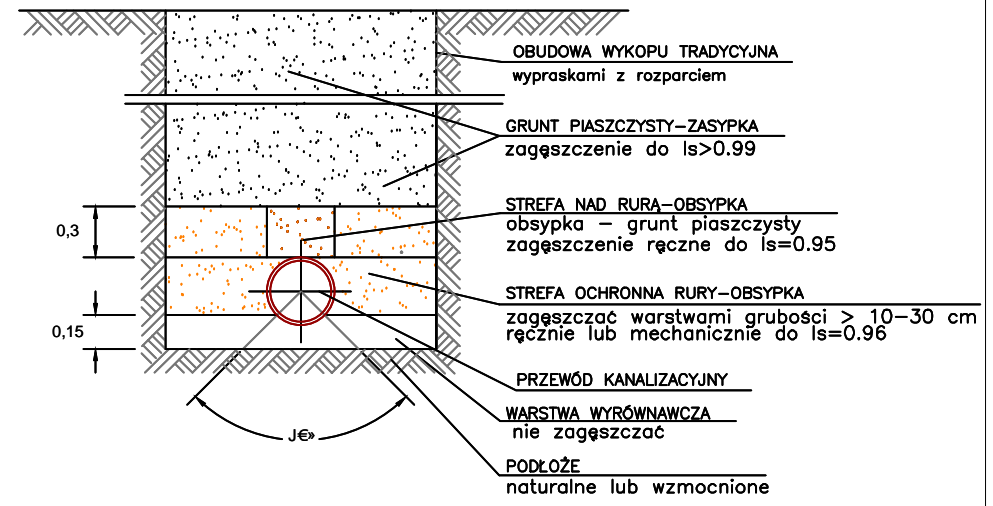 OBUDOWA WYKOPU TRADYCYJNA
wypraskami z rozparciem
GRUNT PIASZCZYSTY-ZASYPKA
zagęszczenie do Is>0.99
STREFA NAD RURĄ-OBSYPKA
obsypka - grunt piaszczysty
zagęszczenie ręczne do Is=0.95
0,3
STREFA OCHRONNA RURY-OBSYPKA
zagęszczać warstwami grubości > 10-30 cm
ręcznie lub mechanicznie do Is=0.96
0,15
PRZEWÓD KANALIZACYJNY
WARSTWA WYRÓWNAWCZA
nie zagęszczać
J€»
PODŁOŻE
naturalne lub wzmocnione